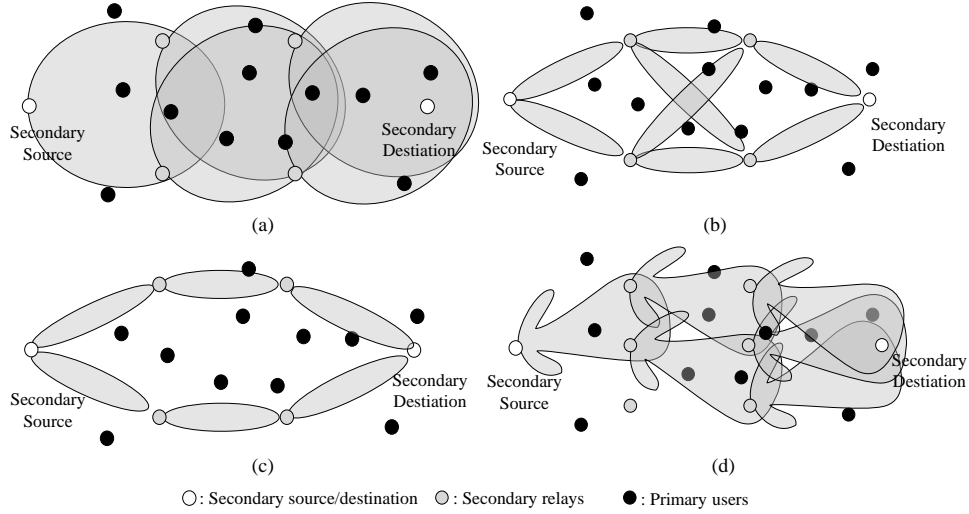 Secondary
Source
Secondary
Destiation
(a)
Secondary
Source
Secondary
Destiation
(b)
Secondary
Source
Secondary
Destiation
(c)
Secondary
Source
Secondary
Destiation
(d)
: Secondary source/destination : Secondary relays : Primary users